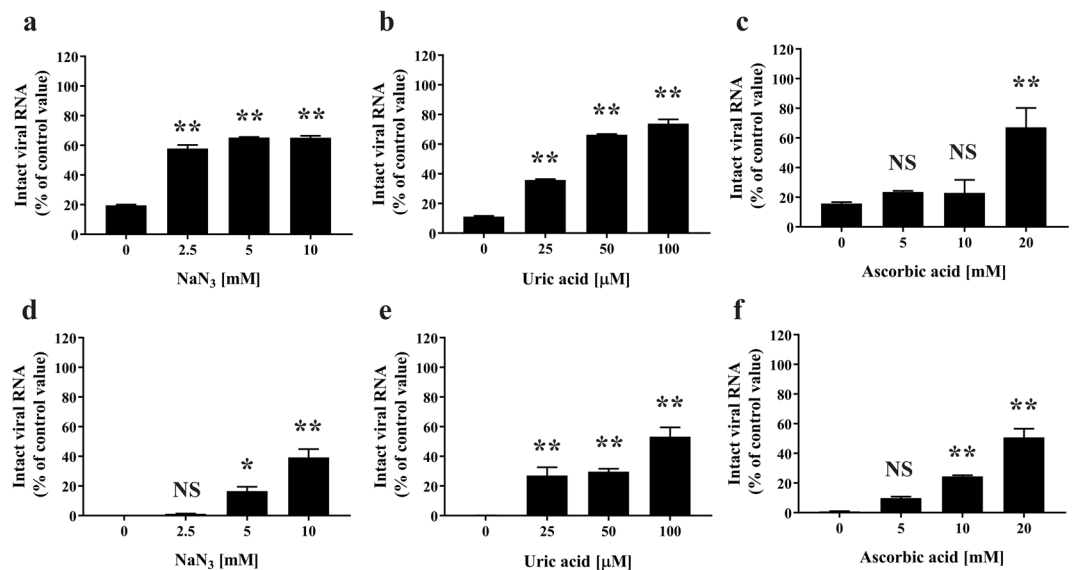 a
Intact viral RNA
(% of control value)
120
100
80
60
40
20
0
**
**
**
0 2.5 5 10
NaN₃ [mM]
b
Intact viral RNA
(% of control value)
120
100
80
60
40
20
0
**
**
**
0 25 50 100
Uric acid [µM]
c
Intact viral RNA
(% of control value)
120
100
80
60
40
20
0
NS
NS
**
0 5 10 20
Ascorbic acid [mM]
d
Intact viral RNA
(% of control value)
120
100
80
60
40
20
0
NS
*
**
0 2.5 5 10
NaN₃ [mM]
e
Intact viral RNA
(% of control value)
120
100
80
60
40
20
0
**
**
**
0 25 50 100
Uric acid [µM]
f
Intact viral RNA
(% of control value)
120
100
80
60
40
20
0
NS
**
**
0 5 10 20
Ascorbic acid [mM]